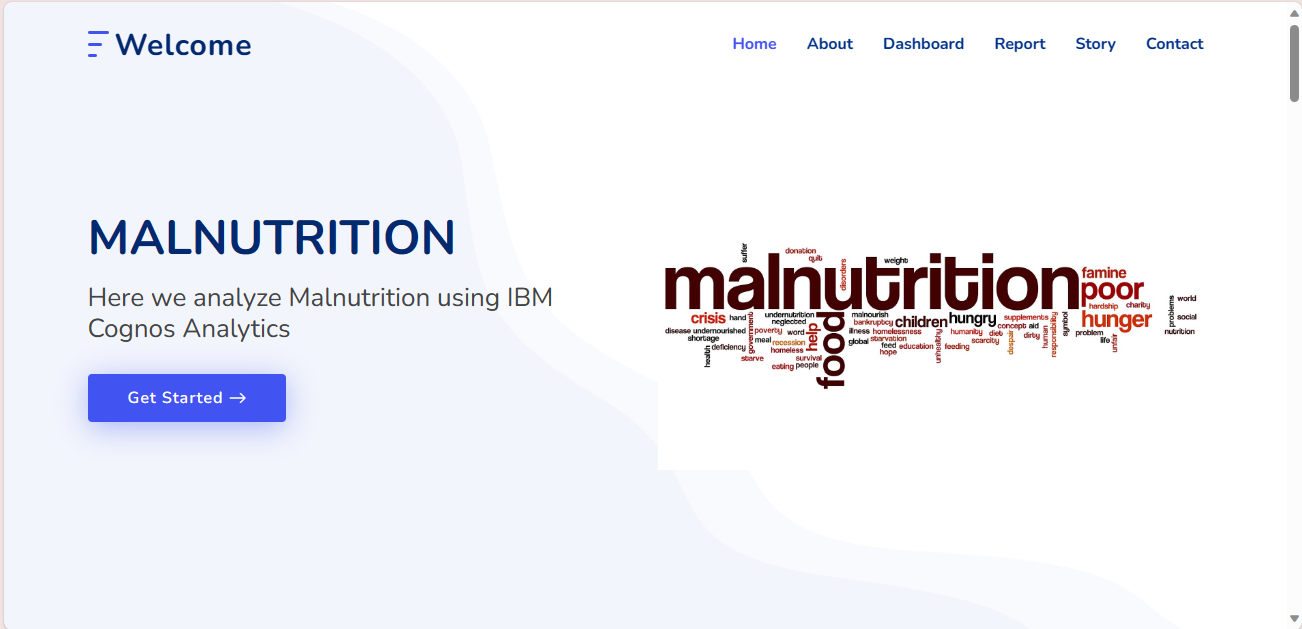 Welcome
Home About Dashboard Report Story Contact
MALNUTRITION
Here we analyze Malnutrition using IBM
Cognos Analytics
Get Started →
suffer
donation
quit
disorders
weight
malnutrition
famine
poor
hardship
charity
world
problems
social
nutrition
crisis
hand
government
undernutrition
neglected
malnourish
bankruptcy
children
hungry
supplements
concept
aid
symbol
hunger
disease
undernourished
shortage
poverty
word
help
food
illness
homelessness
humanity
diet
dirty
human
responsibility
problem
life
unfair
health
deficiency
meal
recession
homeless
global
starvation
feed
hope
education
unhealthy
feeding
scarcity
despair
starve
survival
eating
people